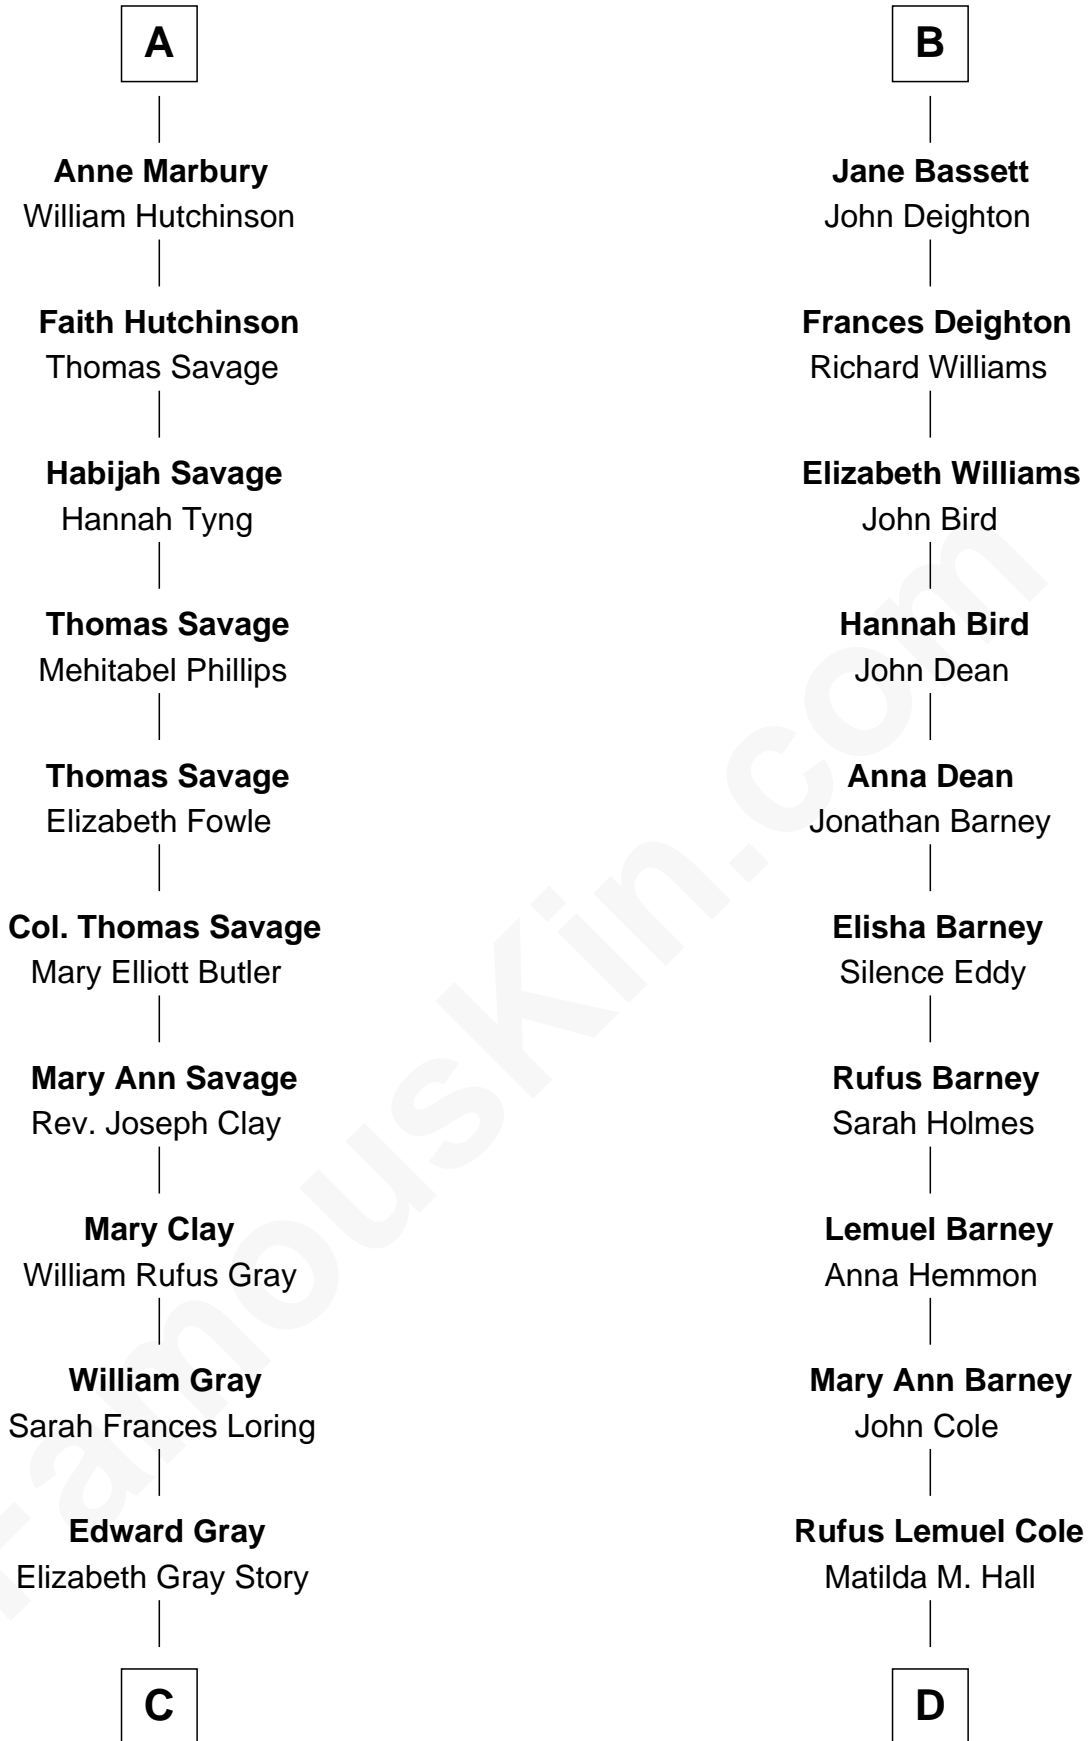 A
Anne Marbury
William Hutchinson
Faith Hutchinson
Thomas Savage
Habijah Savage
Hannah Tyng
Thomas Savage
Mehitabel Phillips
Thomas Savage
Elizabeth Fowle
Col. Thomas Savage
Mary Elliott Butler
Mary Ann Savage
Rev. Joseph Clay
Mary Clay
William Rufus Gray
William Gray
Sarah Frances Loring
Edward Gray
Elizabeth Gray Story
C
B
Jane Bassett
John Deighton
Frances Deighton
Richard Williams
Elizabeth Williams
John Bird
Hannah Bird
John Dean
Anna Dean
Jonathan Barney
Elisha Barney
Silence Eddy
Rufus Barney
Sarah Holmes
Lemuel Barney
Anna Hemmon
Mary Ann Barney
John Cole
Rufus Lemuel Cole
Matilda M. Hall
D
FamousKin.com